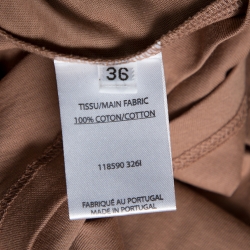 36
TISSU/MAIN FABRIC
100% COTON/COTTON
118590 326I
FABRIQUÉ AU PORTUGAL
MADE IN PORTUGAL